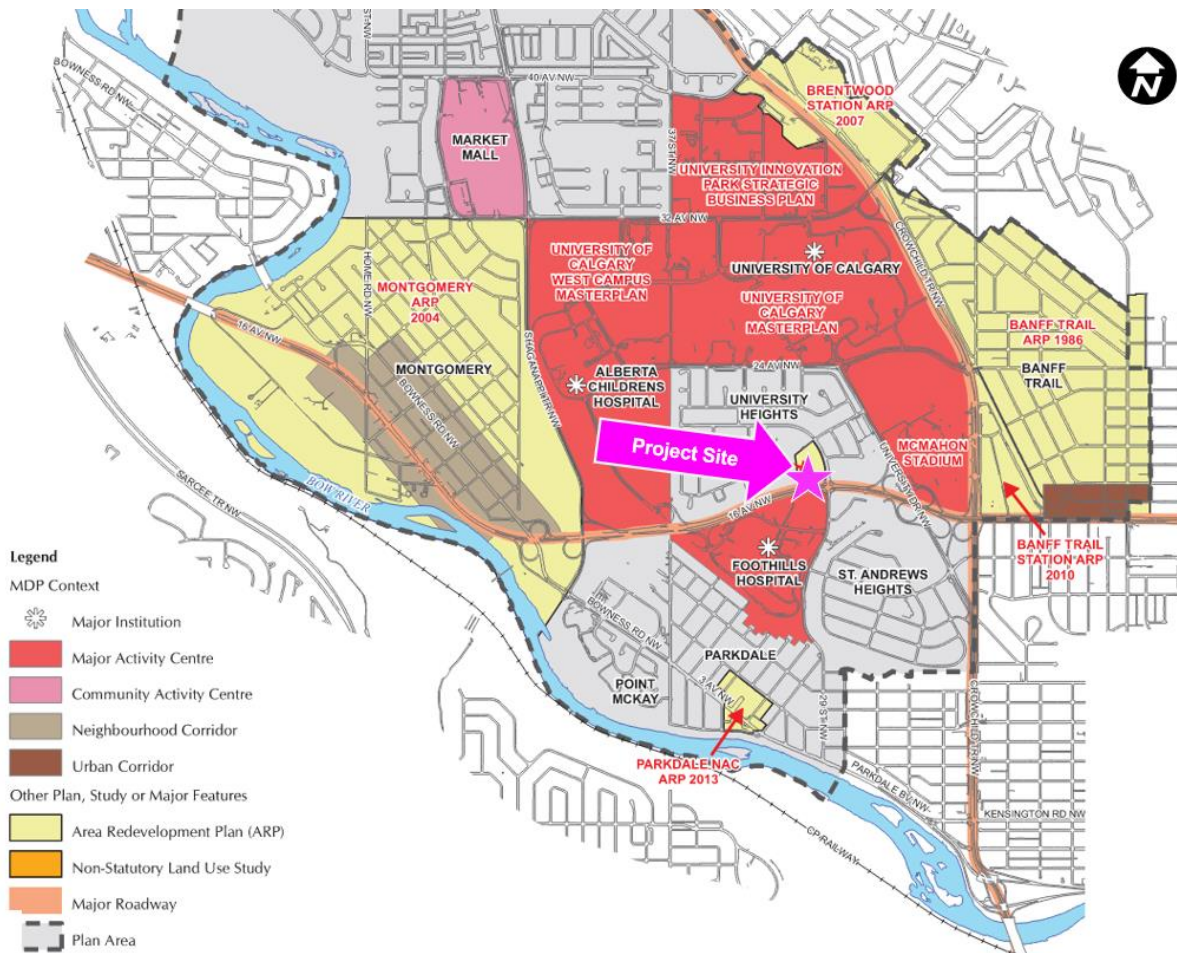 BOWNESS RD NW
ST NW
40 AV NW
N
BRENTWOOD
STATION ARP
2007
MARKET
MALL
37 ST NW
UNIVERSITY INNOVATION
PARK STRATEGIC
BUSINESS PLAN
32 AV NW
CROWCHILD TR NW
HOME RD NW
UNIVERSITY OF
CALGARY
WEST CAMPUS
MASTERPLAN
UNIVERSITY OF CALGARY
MONTGOMERY
ARP
2004
UNIVERSITY OF
CALGARY
MASTERPLAN
16 AV NW
BANFF TRAIL
ARP 1986
BANFF
TRAIL
SHAGANAPPI TR NW
MONTGOMERY
BOWNESS RD NW
ALBERTA
CHILDRENS
HOSPITAL
24 AV NW
UNIVERSITY
HEIGHTS
Project Site
MCMAHON
STADIUM
UNIVERSITY DR NW
SARCEE TR NW
BOW RIVER
16 AV NW
BANFF TRAIL
STATION ARP
2010
FOOTHILLS
HOSPITAL
ST. ANDREWS
HEIGHTS
BOWNESS RD NW
PARKDALE
POINT
MCKAY
3 AV NW
29 ST NW
CROWCHILD TR NW
PARKDALE NAC
ARP 2013
PARKDALE BV NW
KENSINGTON RD NW
CP RAILWAY
Legend
MDP Context
Major Institution
Major Activity Centre
Community Activity Centre
Neighbourhood Corridor
Urban Corridor
Other Plan, Study or Major Features
Area Redevelopment Plan (ARP)
Non-Statutory Land Use Study
Major Roadway
Plan Area